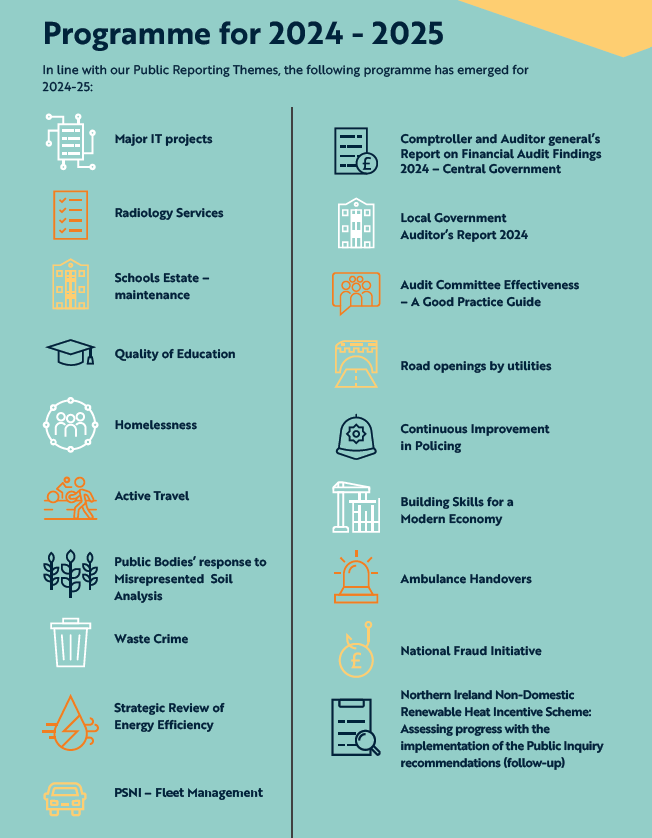 Programme for 2024 - 2025
In line with our Public Reporting Themes, the following programme has emerged for
2024-25:
Major IT projects
Radiology Services
Schools Estate –
maintenance
Quality of Education
Homelessness
Active Travel
Public Bodies’ response to
Misrepresented Soil
Analysis
Waste Crime
Strategic Review of
Energy Efficiency
PSNI – Fleet Management
Comptroller and Auditor general’s
Report on Financial Audit Findings
2024 – Central Government
Local Government
Auditor’s Report 2024
Audit Committee Effectiveness
– A Good Practice Guide
Road openings by utilities
Continuous Improvement
in Policing
Building Skills for a
Modern Economy
Ambulance Handovers
£
National Fraud Initiative
Northern Ireland Non-Domestic
Renewable Heat Incentive Scheme:
Assessing progress with the
implementation of the Public Inquiry
recommendations (follow-up)